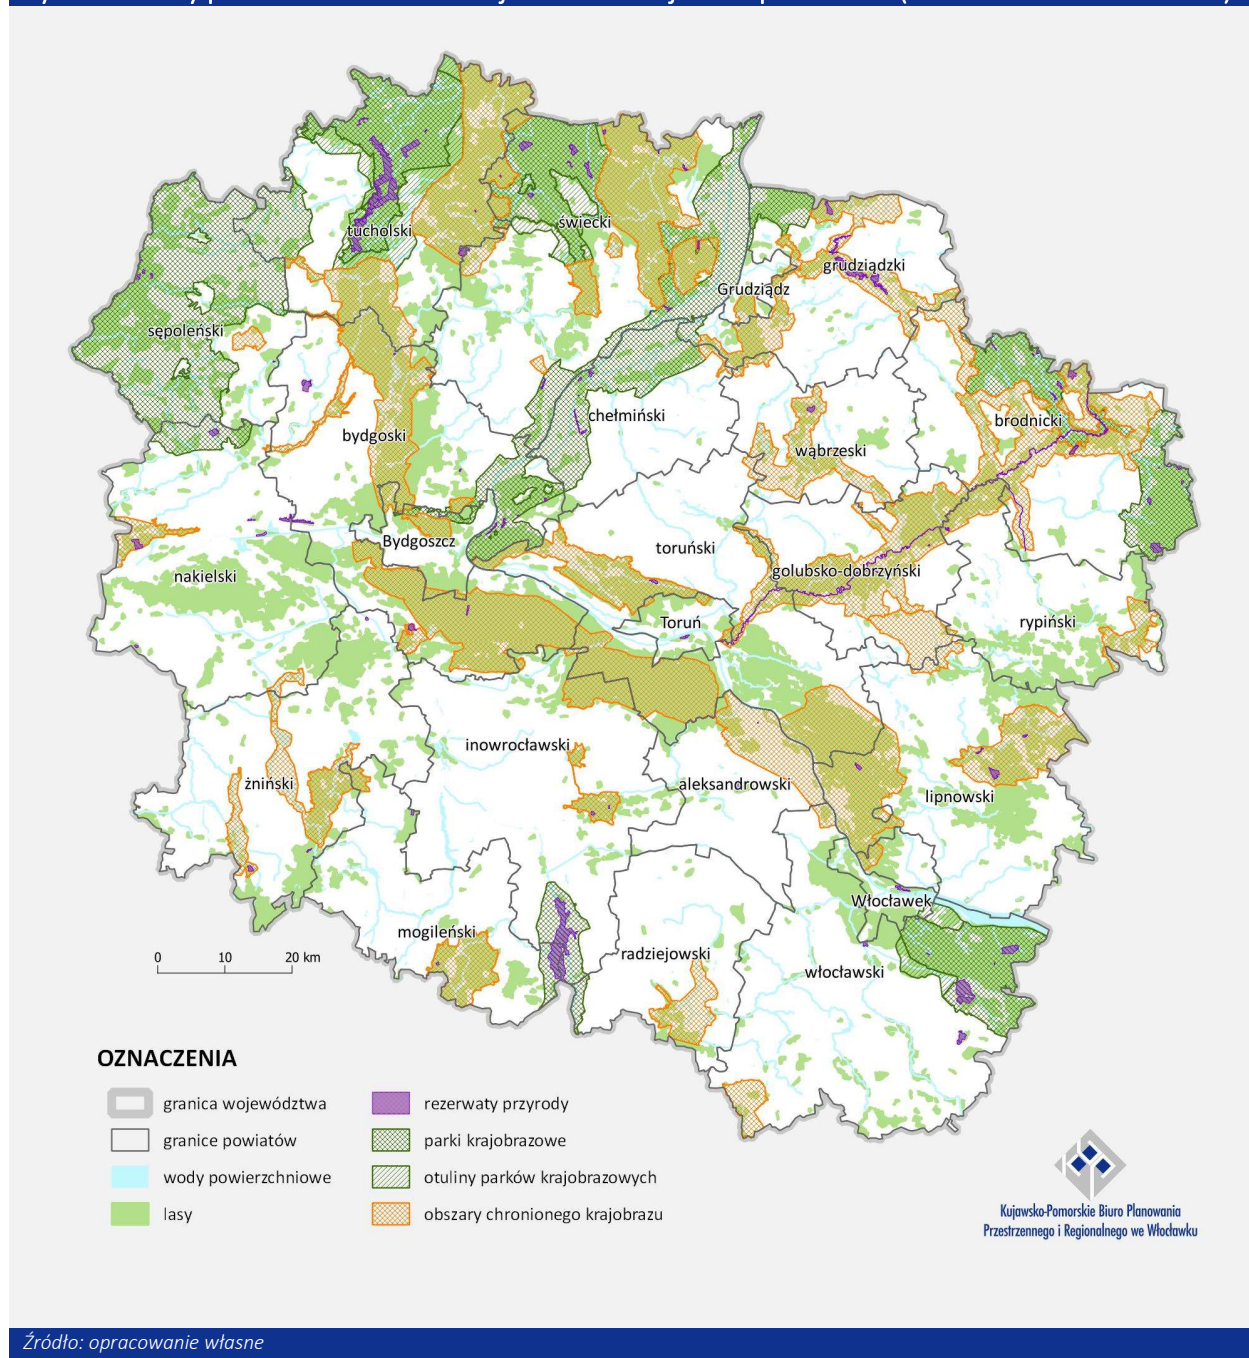 tucholski
świecki
grudziądzki
Grudziądz
sępoleński
chełmiński
brodnicki
bydgoski
wąbrzeski
Bydgoszcz
toruński
nakielski
golubsko-dobrzyński
Toruń
rypiński
inowrocławski
żniński
aleksandrowski
lipnowski
Włocławek
mogileński
radziejowski
włocławski
0 10 20 km
OZNACZENIA
granica województwa
granice powiatów
wody powierzchniowe
lasy
rezerwaty przyrody
parki krajobrazowe
otuliny parków krajobrazowych
obszary chronionego krajobrazu
Kujawsko-Pomorskie Biuro Planowania
Przestrzennego i Regionalnego we Włocławku
Źródło: opracowanie własne